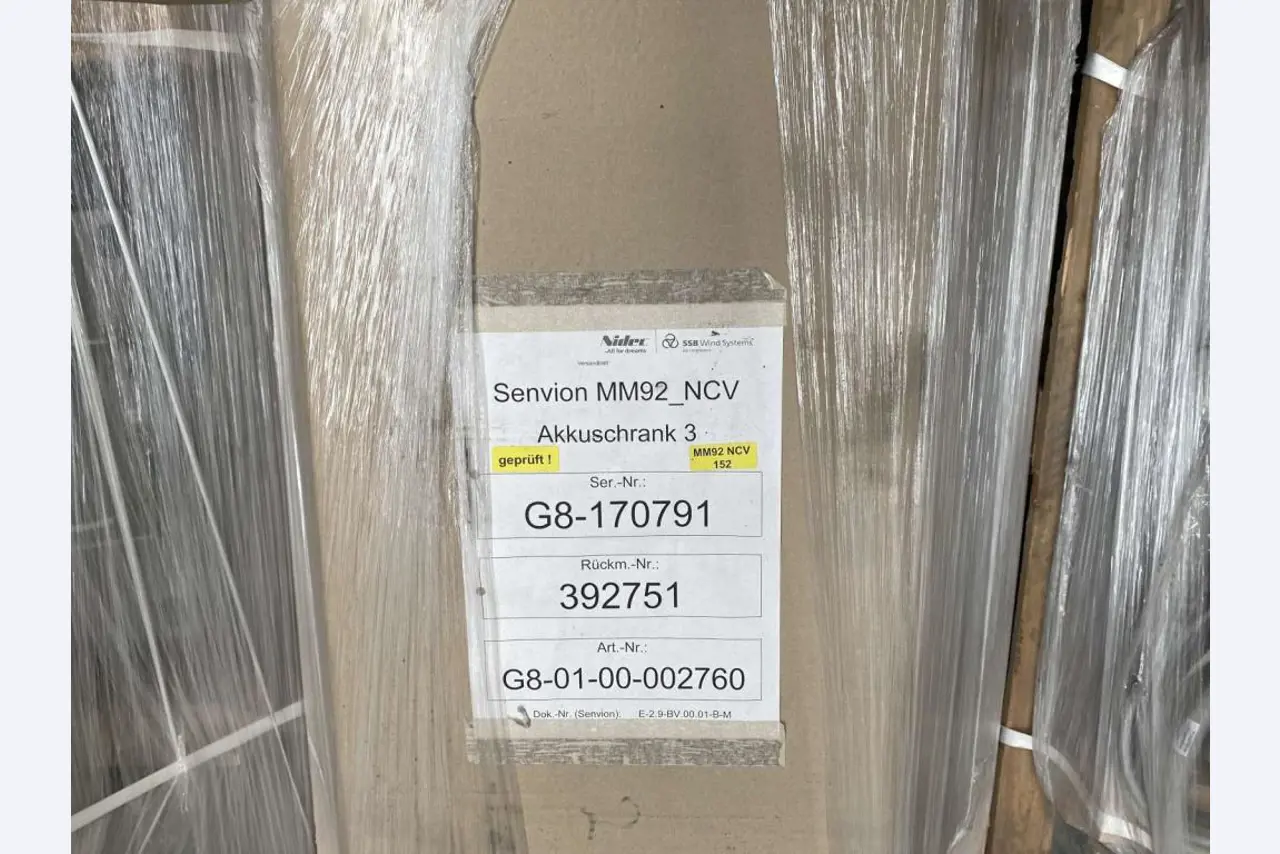 Nidec
-All for dreams
SSB Wind Systems
Versandblatt
Senvion MM92_NCV
Akkuschrank 3
geprüft !
MM92 NCV
152
Ser.-Nr.:
G8-170791
Rückm.-Nr.:
392751
Art.-Nr.:
G8-01-00-002760
Dok.-Nr. (Senvion): E-2.9-BV.00.01-B-M